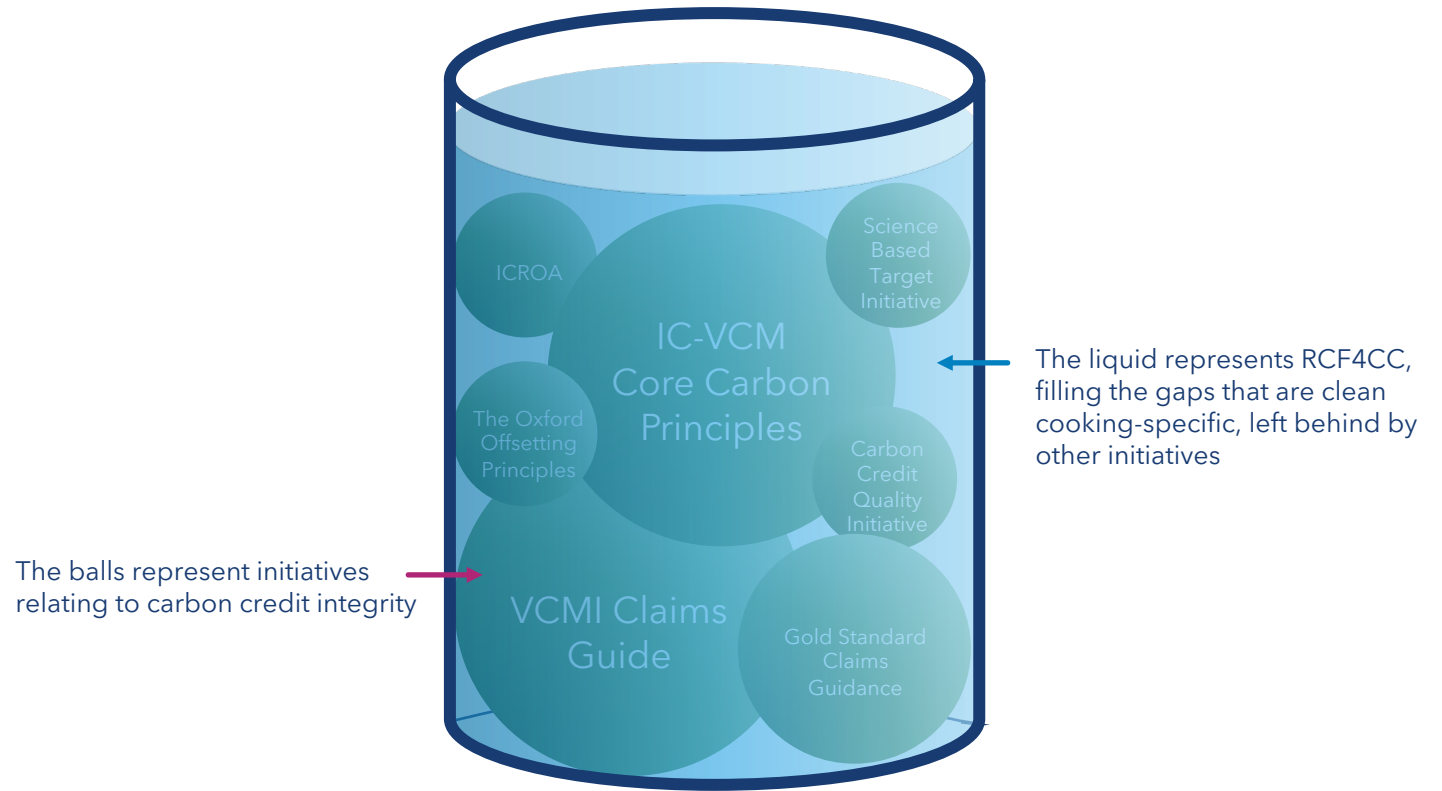 ICROA
Science
Based
Target
Initiative
IC-VCM
Core Carbon
Principles
The Oxford
Offsetting
Principles
Carbon
Credit
Quality
Initiative
The liquid represents RCF4CC,
filling the gaps that are clean
cooking-specific, left behind by
other initiatives
The balls represent initiatives
relating to carbon credit integrity
VCMI Claims
Guide
Gold Standard
Claims
Guidance